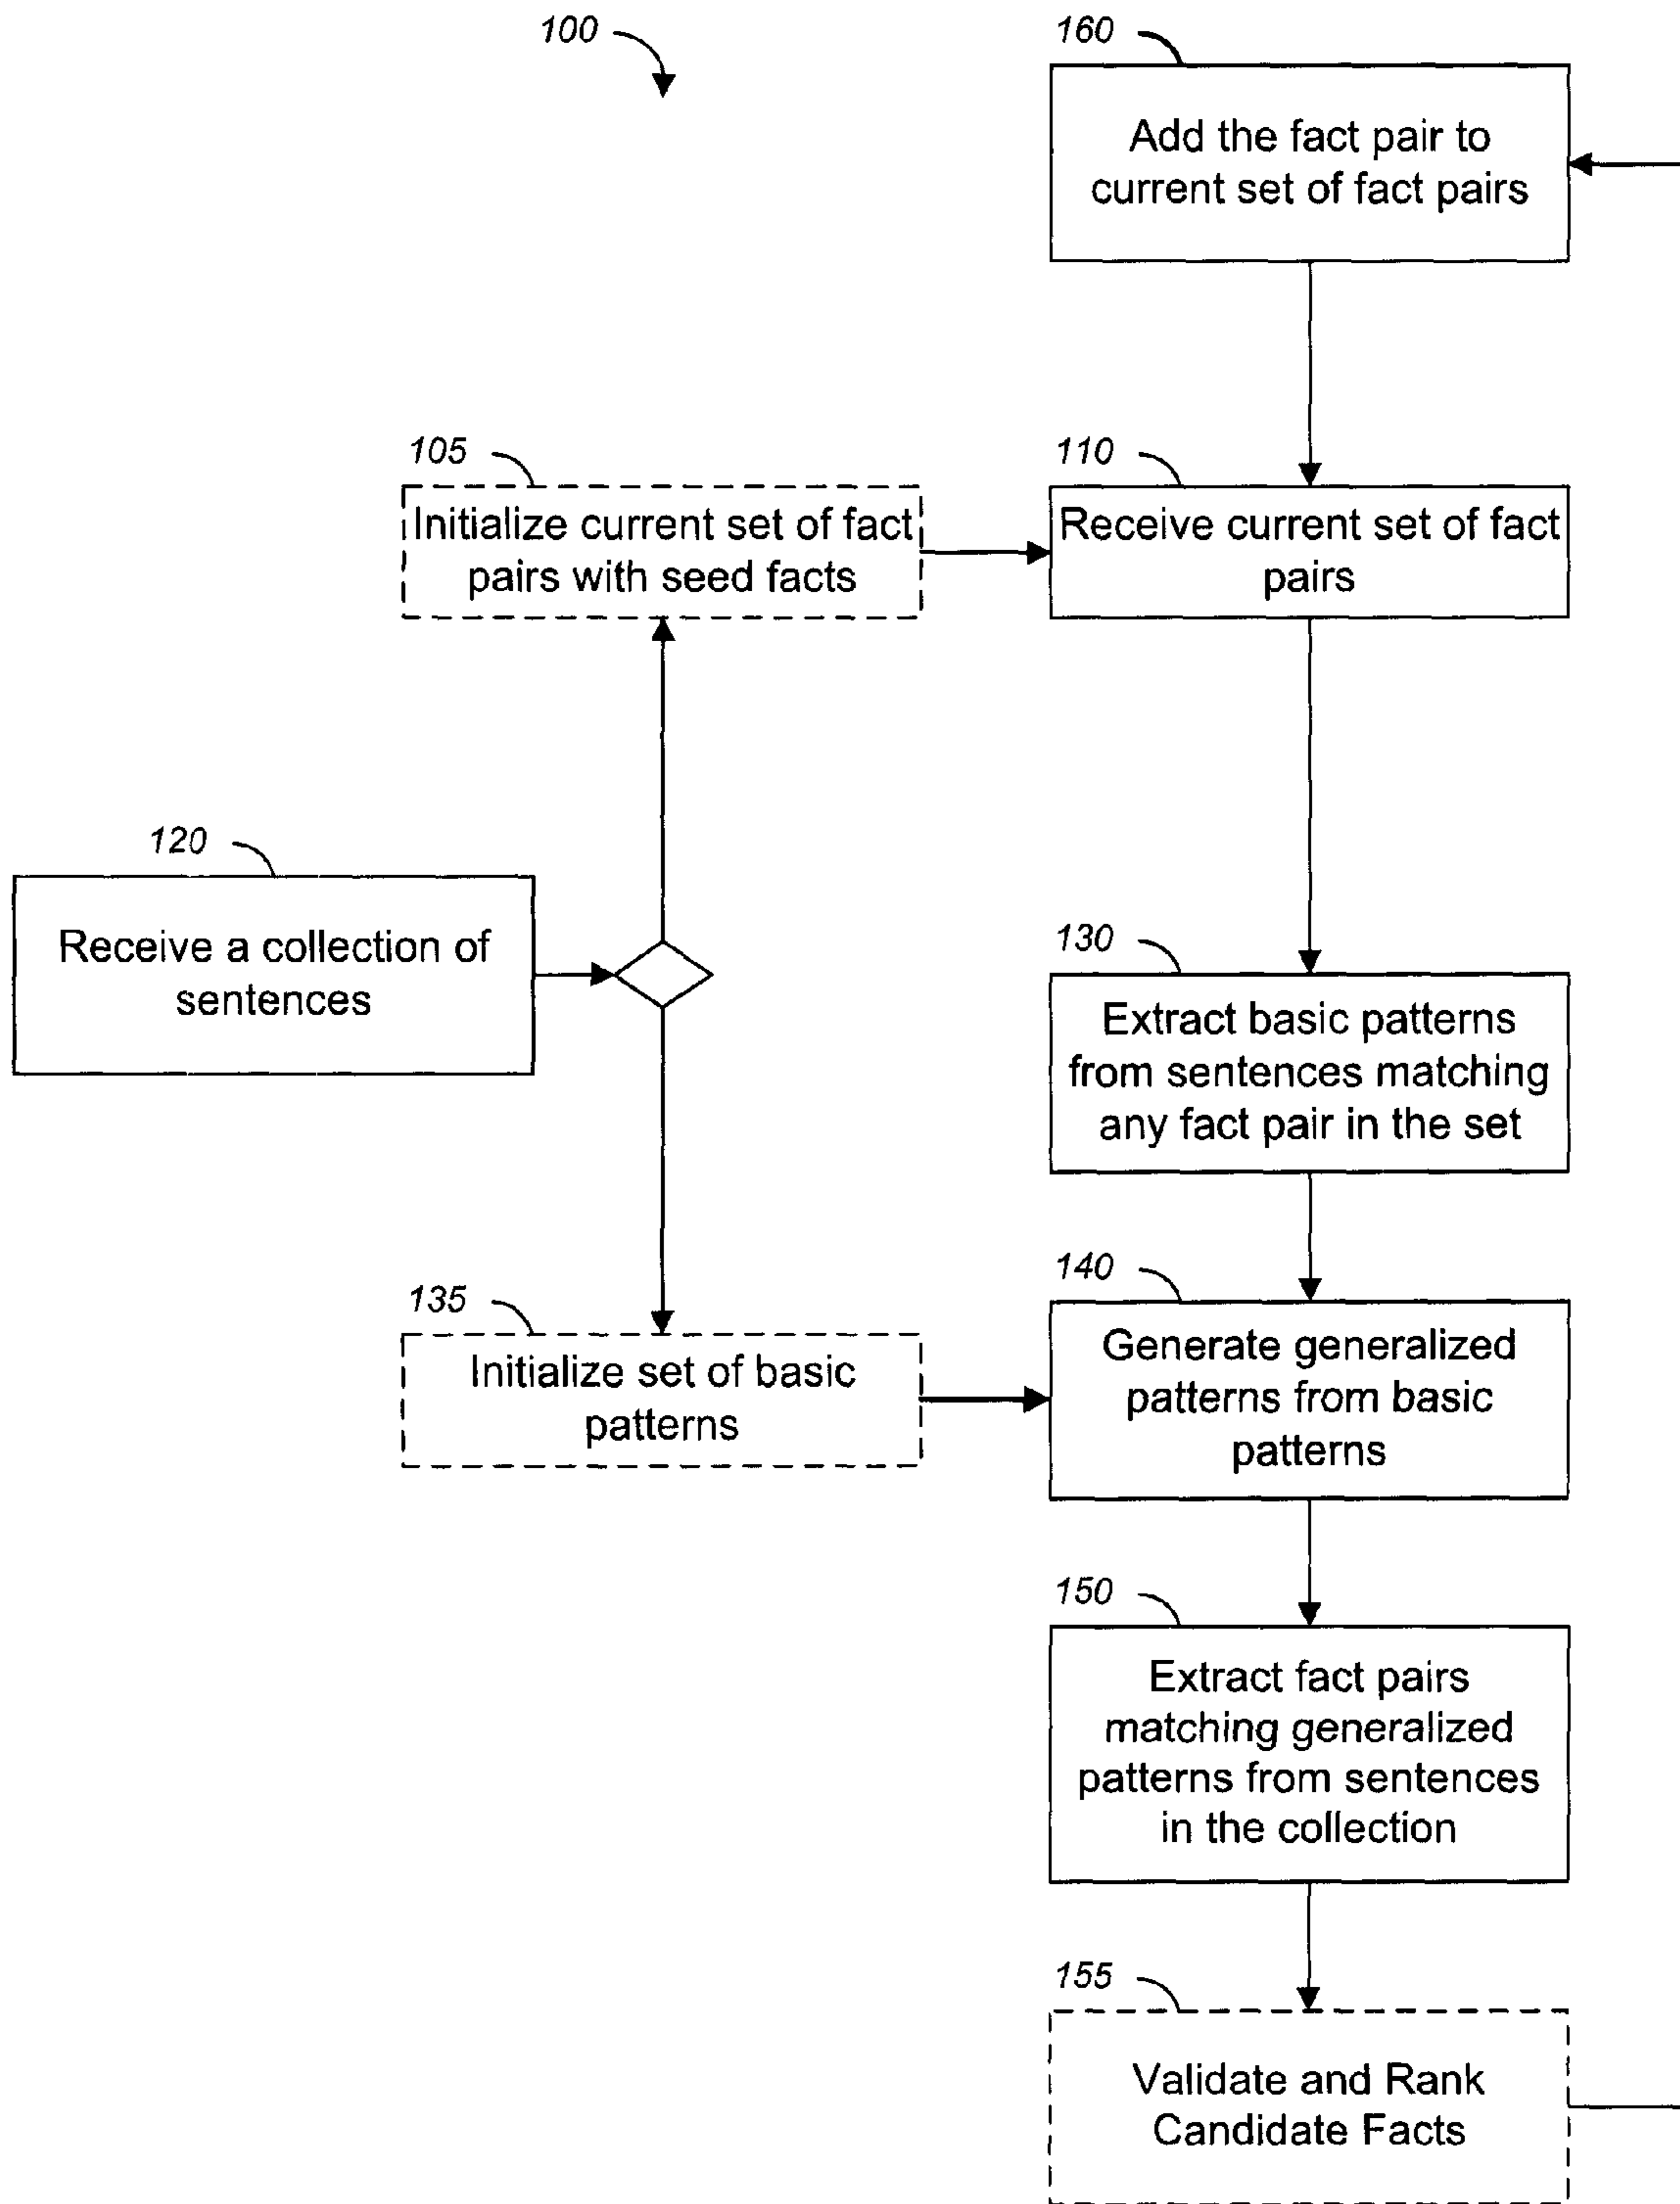 100
160
Add the fact pair to
current set of fact pairs
105
Initialize current set of fact
pairs with seed facts
110
Receive current set of fact
pairs
120
Receive a collection of
sentences
130
Extract basic patterns
from sentences matching
any fact pair in the set
135
Initialize set of basic
patterns
140
Generate generalized
patterns from basic
patterns
150
Extract fact pairs
matching generalized
patterns from sentences
in the collection
155
Validate and Rank
Candidate Facts